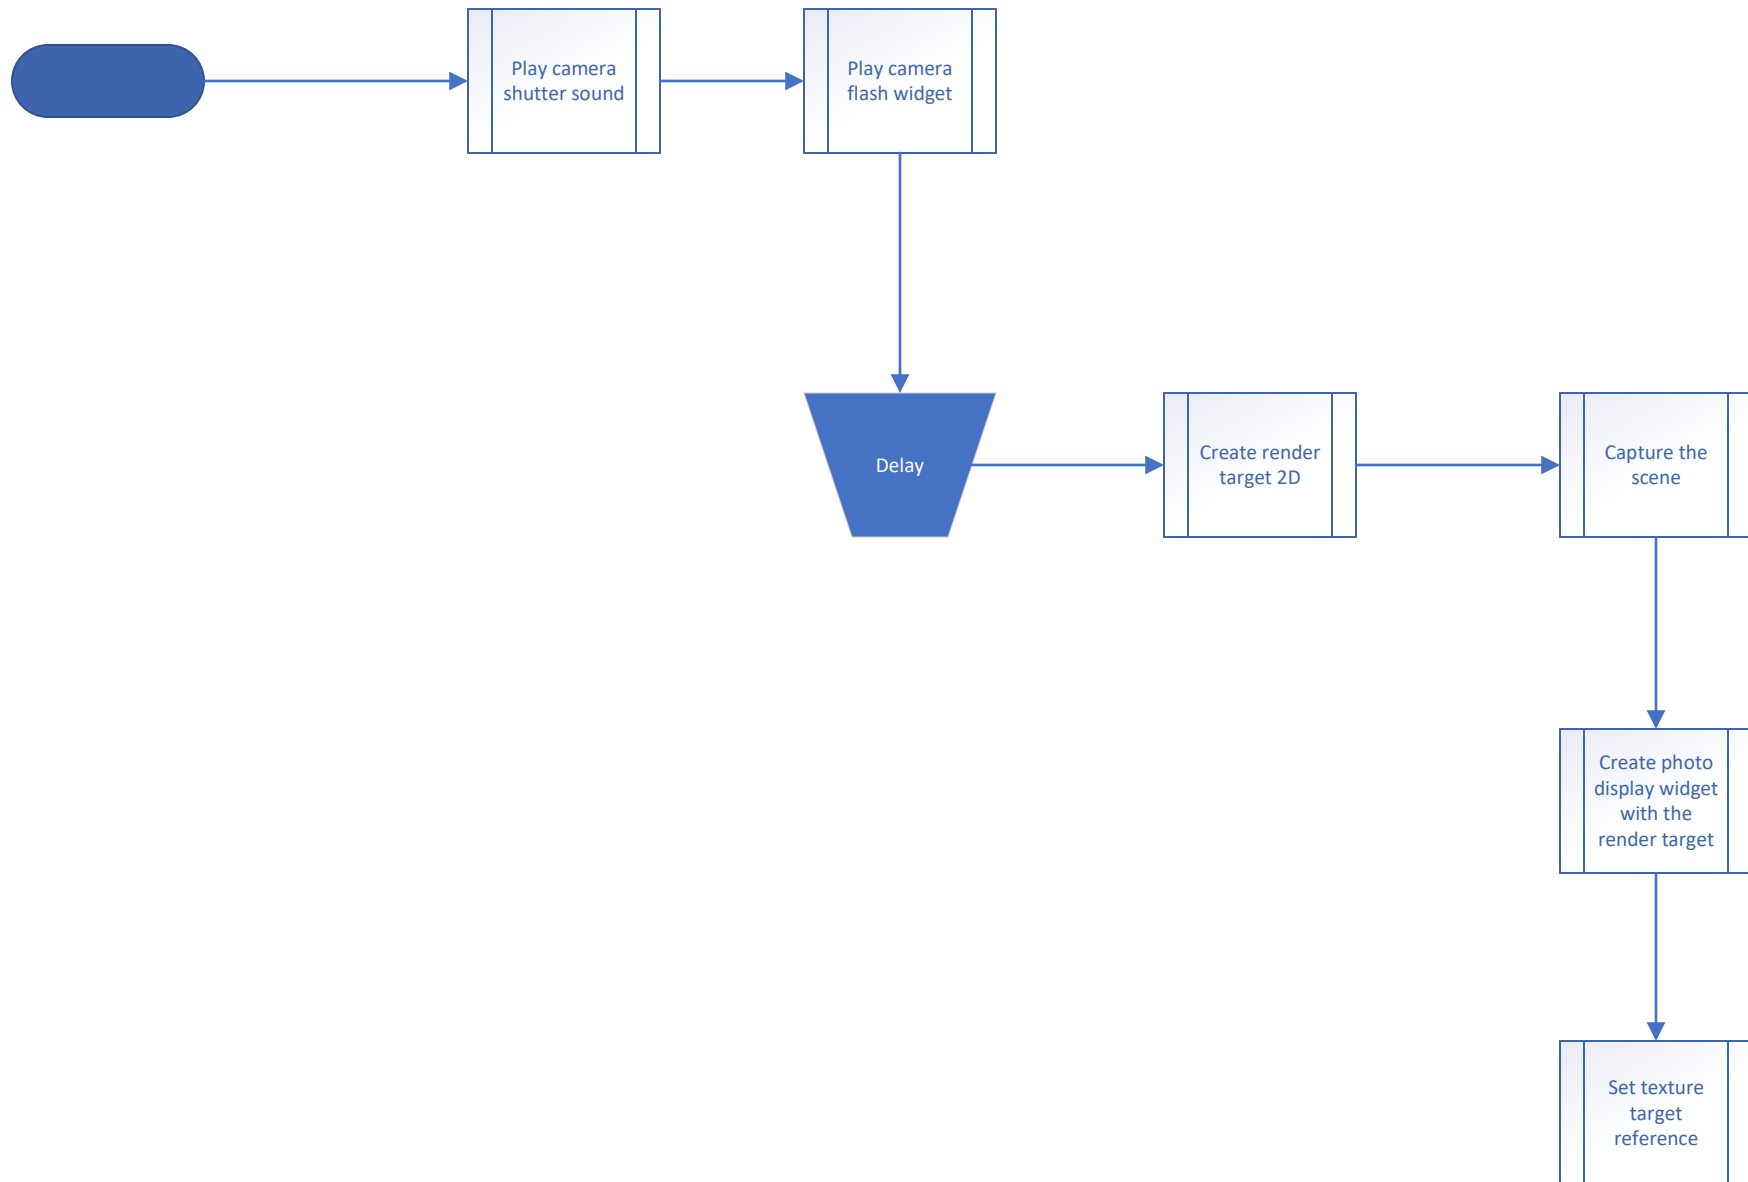 Play camera
shutter sound
Play camera
flash widget
Delay
Create render
target 2D
Capture the
scene
Create photo
display widget
with the
render target
Set texture
target
reference